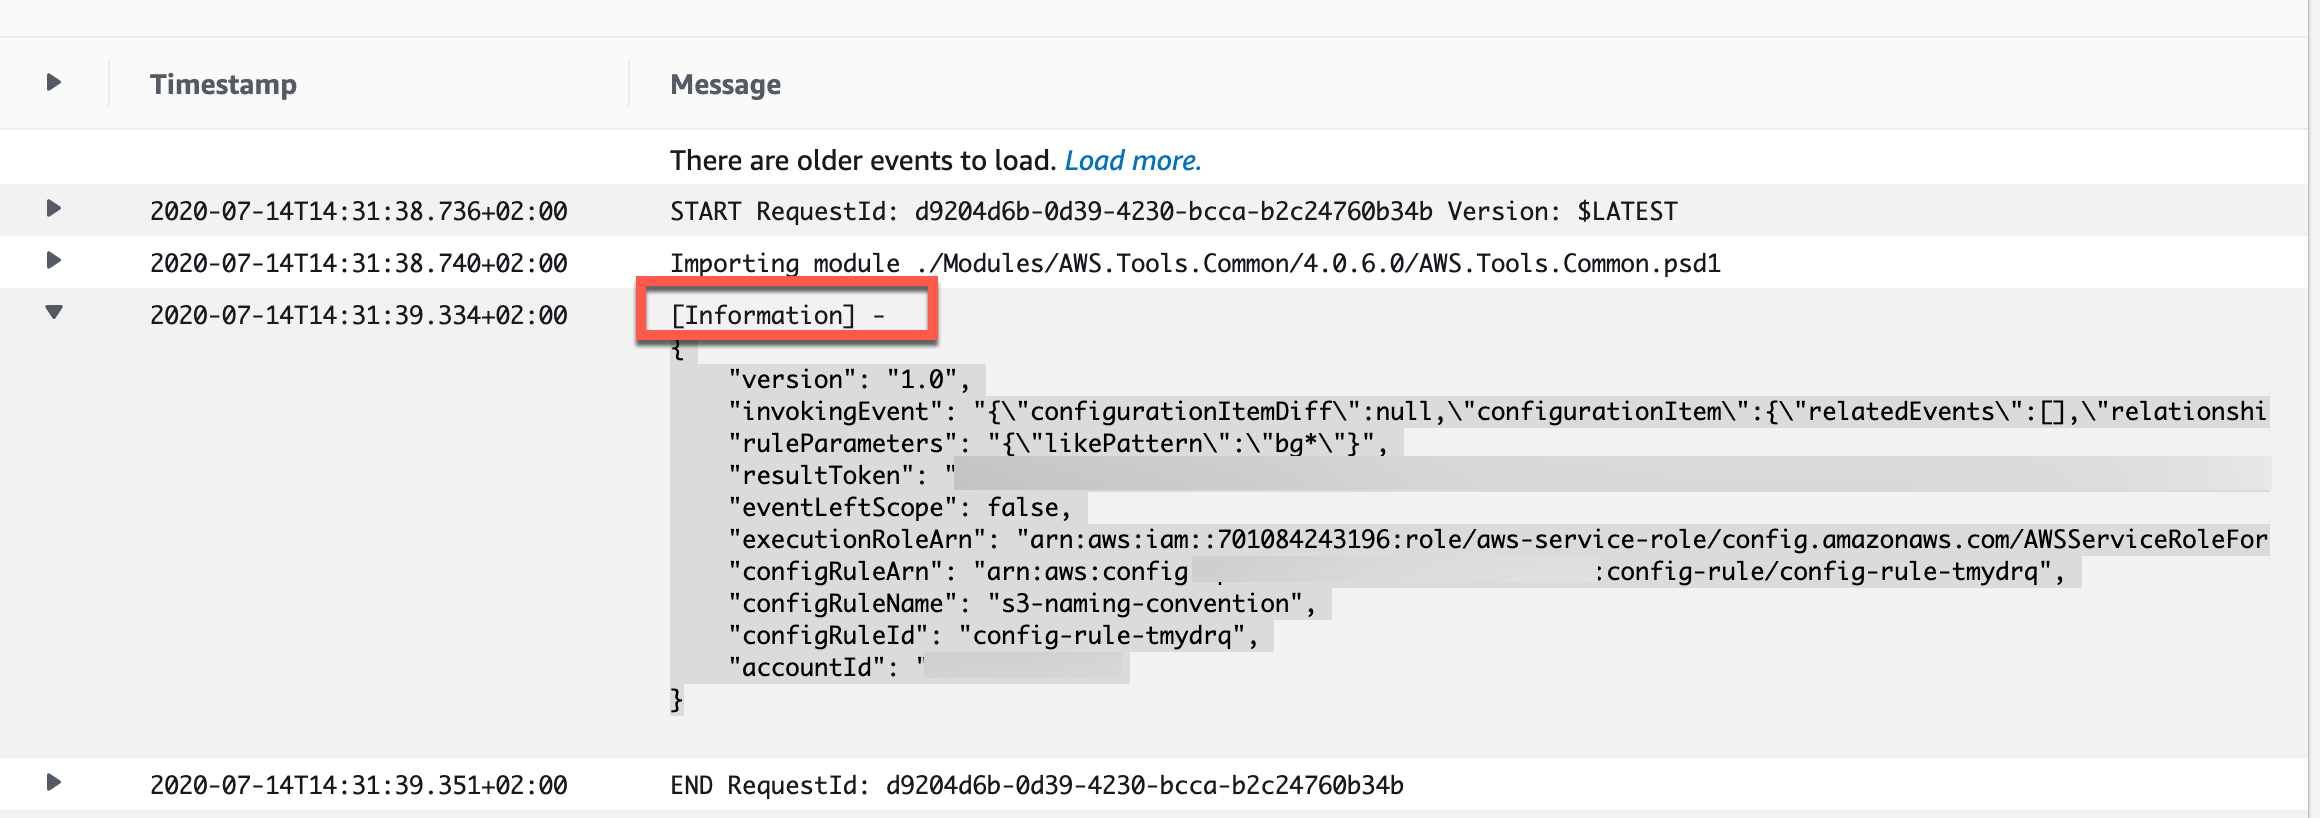 Timestamp Message
There are older events to load. Load more.
2020-07-14T14:31:38.736+02:00 START RequestId: d9204d6b-0d39-4230-bcca-b2c24760b34b Version: $LATEST
2020-07-14T14:31:38.740+02:00 Importing module ./Modules/AWS.Tools.Common/4.0.6.0/AWS.Tools.Common.psd1
2020-07-14T14:31:39.334+02:00 [Information] -
{
"version": "1.0",
"invokingEvent": "{\"configurationItemDiff\":null,\"configurationItem\":{\"relatedEvents\":[],\"relationshi
"ruleParameters": "{\"likePattern\":\"bg*\"}",
"resultToken": "
"eventLeftScope": false,
"executionRoleArn": "arn:aws:iam::701084243196:role/aws-service-role/config.amazonaws.com/AWSServiceRoleFor
"configRuleArn": "arn:aws:config :config-rule/config-rule-tmydrq",
"configRuleName": "s3-naming-convention",
"configRuleId": "config-rule-tmydrq",
"accountId": "
}
2020-07-14T14:31:39.351+02:00 END RequestId: d9204d6b-0d39-4230-bcca-b2c24760b34b